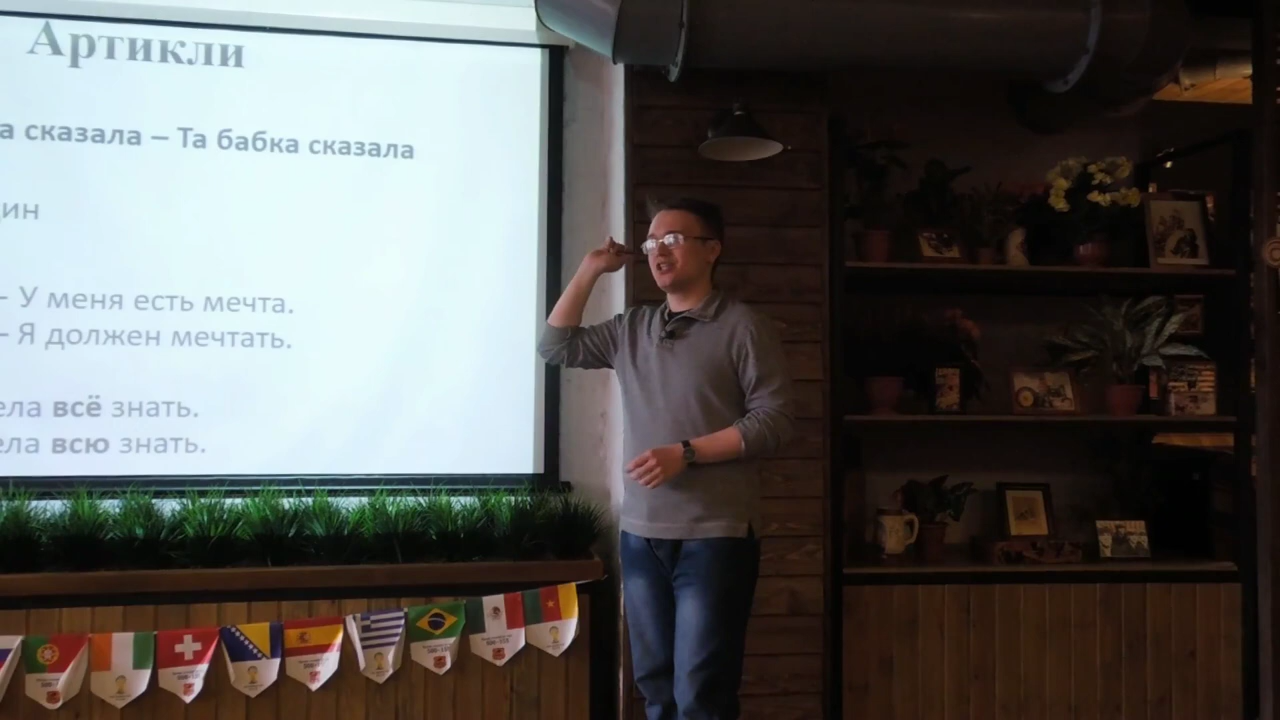 Артикли
а сказала – Та бабка сказала
ин
- У меня есть мечта.
- Я должен мечтать.
ела всё знать.
ела всю знать.